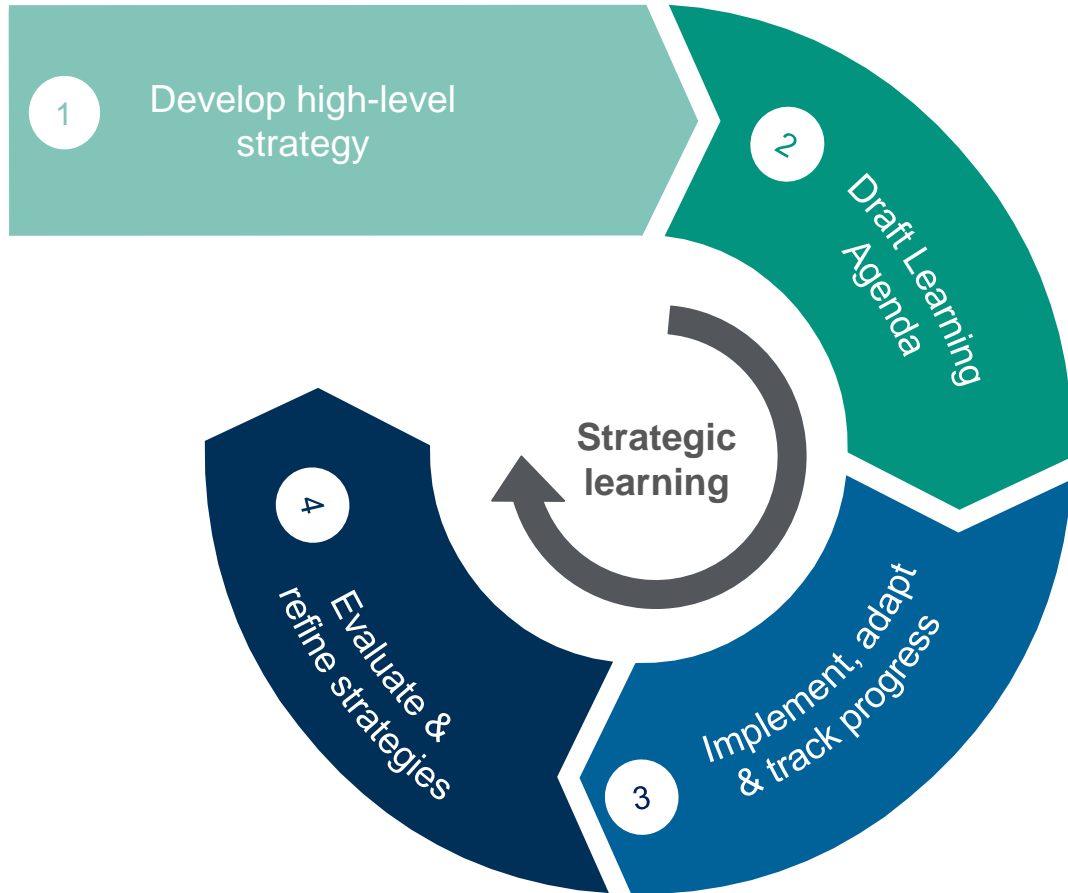 1
Develop high-level
strategy
2
Draft Learning
Agenda
3
Implement, adapt
& track progress
4
Evaluate &
refine strategies
Strategic
learning